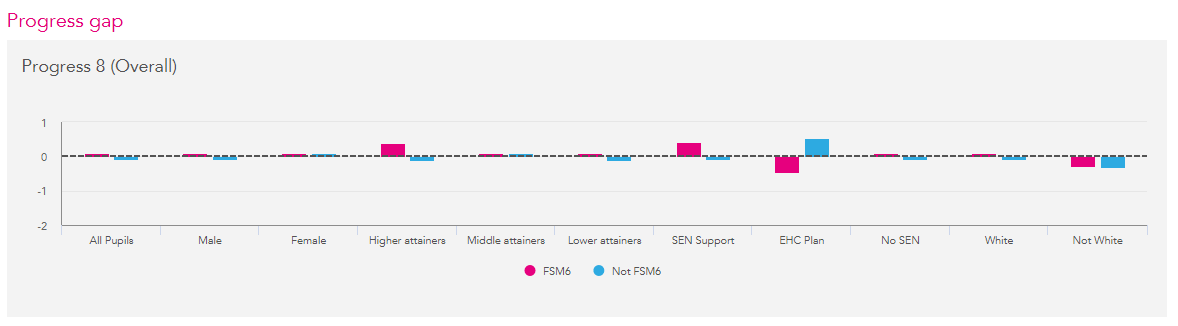 Progress gap
Progress 8 (Overall)
1
0
-1
-2
All Pupils Male Female Higher attainers Middle attainers Lower attainers SEN Support EHC Plan No SEN White Not White
FSM6 Not FSM6